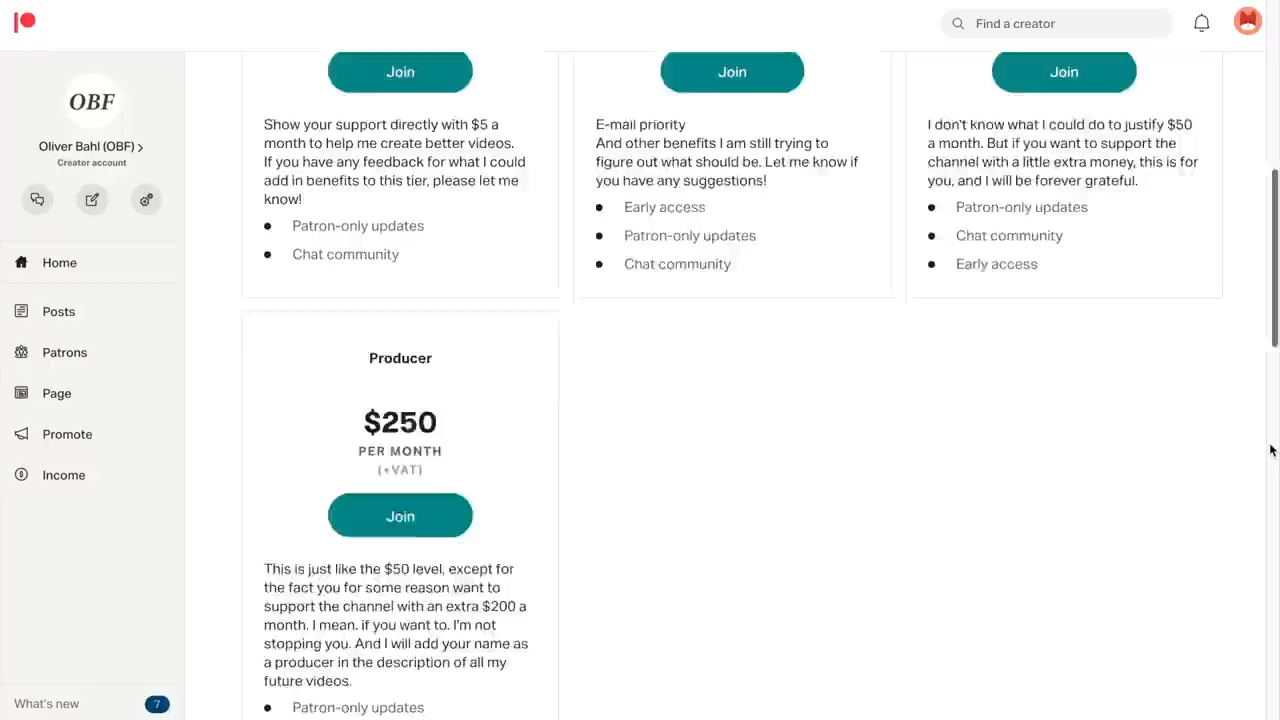 Find a creator
OBF
Oliver Bahl (OBF)
Creator account
Home
Posts
Patrons
Page
Promote
Income
What's new
7
Join
Show your support directly with $5 a
month to help me create better videos.
If you have any feedback for what I could
add in benefits to this tier, please let me
know!
Patron-only updates
Chat community
Join
E-mail priority
And other benefits I am still trying to
figure out what should be. Let me know if
you have any suggestions!
Early access
Patron-only updates
Chat community
Join
I don't know what I could do to justify $50
a month. But if you want to support the
channel with a little extra money, this is for
you, and I will be forever grateful.
Patron-only updates
Chat community
Early access
Producer
$250
PER MONTH
(+VAT)
Join
This is just like the $50 level, except for
the fact you for some reason want to
support the channel with an extra $200 a
month. I mean. if you want to. I'm not
stopping you. And I will add your name as
a producer in the description of all my
future videos.
Patron-only updates